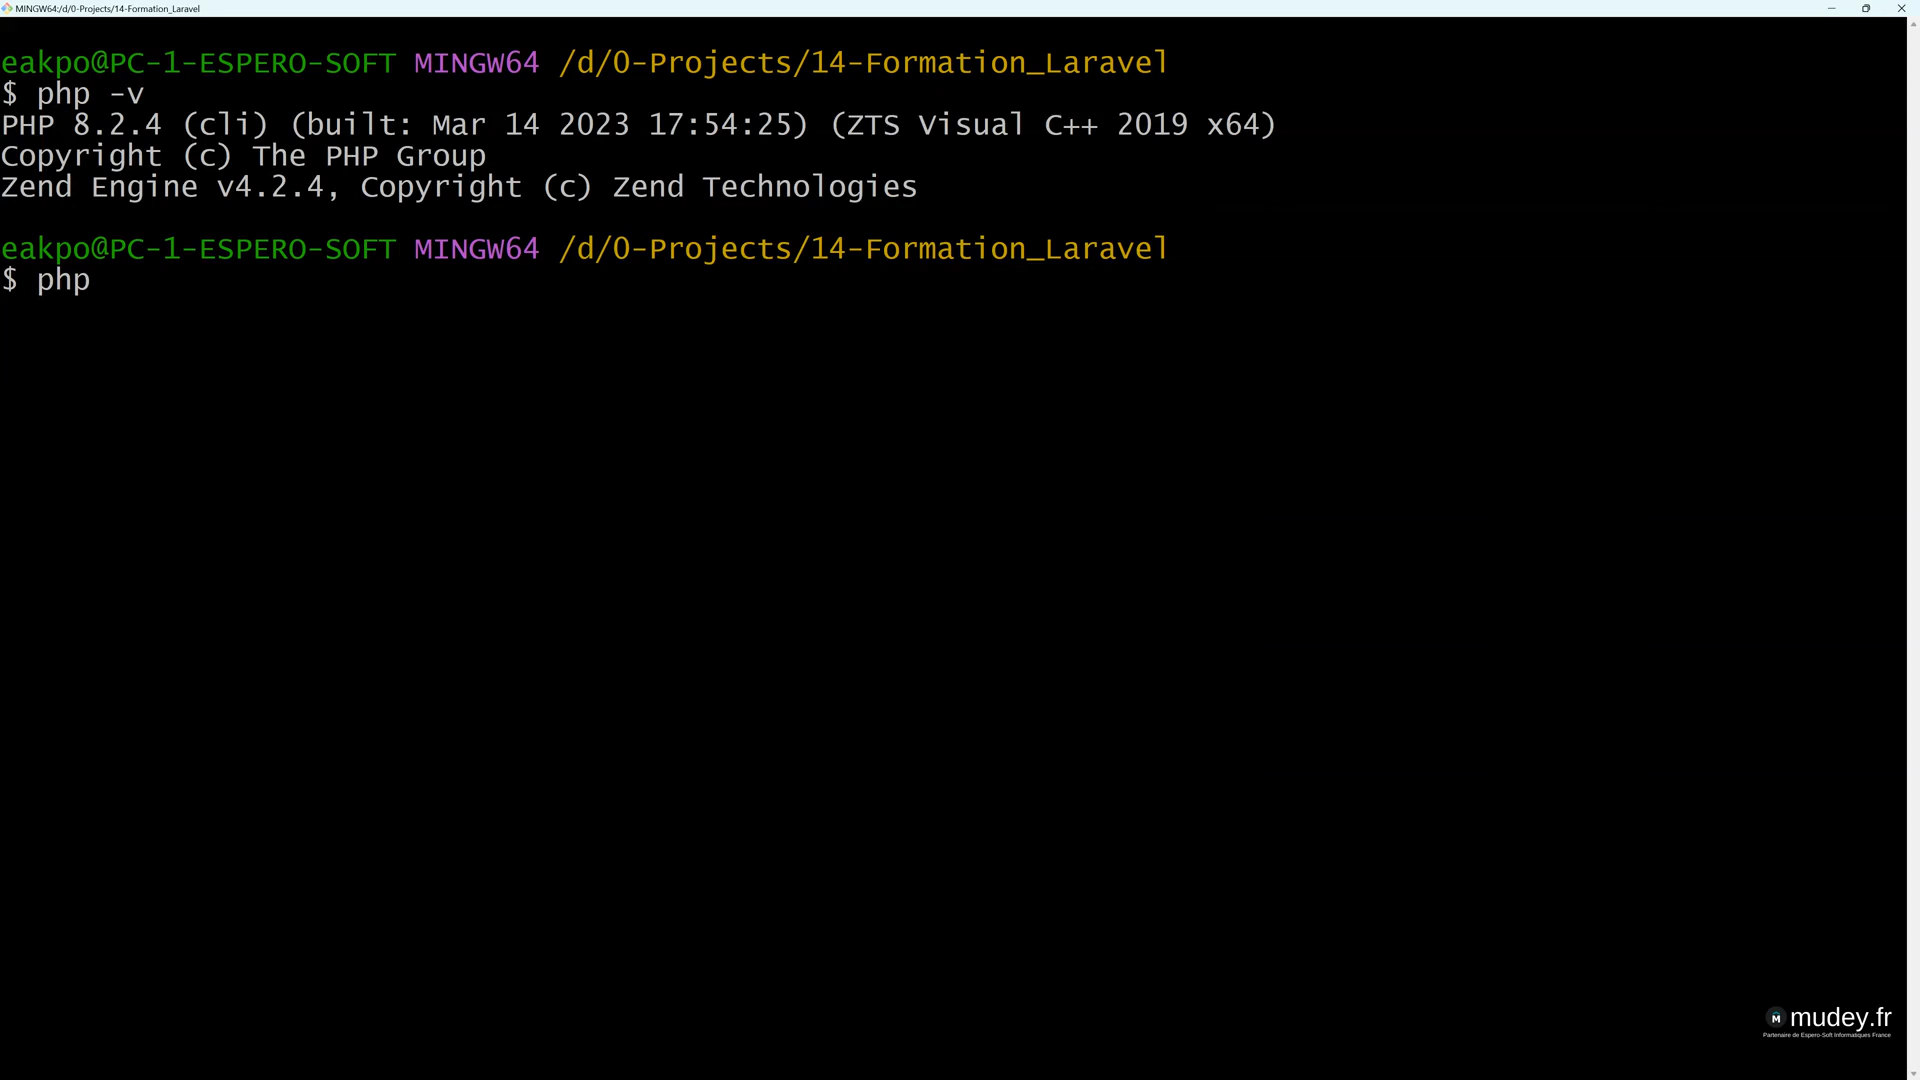 MINGW64:/d/0-Projects/14-Formation_Laravel
eakpo@PC-1-ESPERO-SOFT MINGW64 /d/0-Projects/14-Formation_Laravel
$ php -v
PHP 8.2.4 (cli) (built: Mar 14 2023 17:54:25) (ZTS Visual C++ 2019 x64)
Copyright (c) The PHP Group
Zend Engine v4.2.4, Copyright (c) Zend Technologies
eakpo@PC-1-ESPERO-SOFT MINGW64 /d/0-Projects/14-Formation_Laravel
$ php
M mudey.fr
Partenaire de Espero-Soft Informatiques France